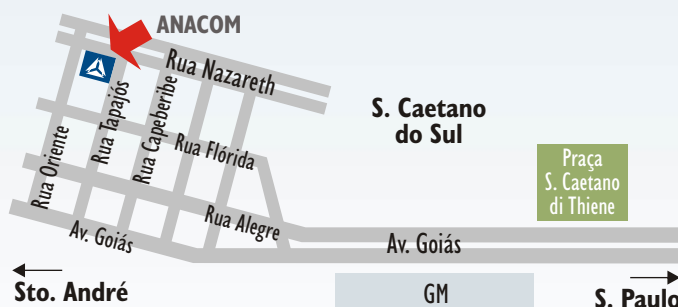 ANACOM
Rua Nazareth
Rua Oriente
Rua Tapajós
Rua Capeberibe
Rua Flórida
S. Caetano
do Sul
Praça
S. Caetano
di Thiene
Rua Alegre
Av. Goiás
Av. Goiás
Sto. André
GM
S. Paulo